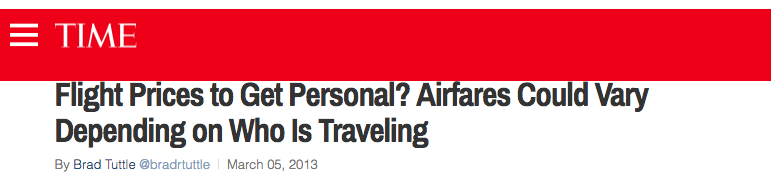 TIME
Flight Prices to Get Personal? Airfares Could Vary
Depending on Who Is Traveling
By Brad Tuttle @bradrtuttle | March 05, 2013